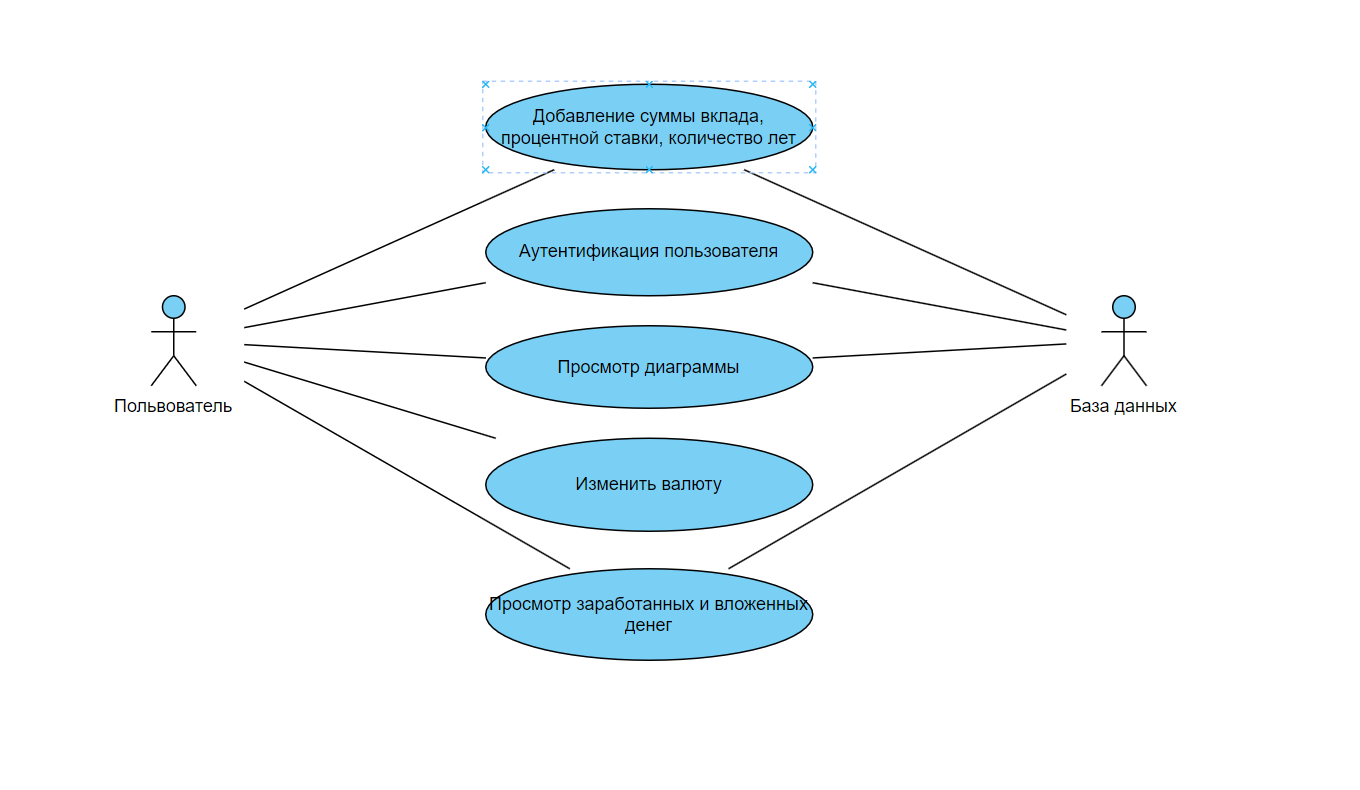 Добавление суммы вклада,
процентной ставки, количество лет
Аутентификация пользователя
Просмотр диаграммы
Польвователь
База данных
Изменить валюту
Просмотр заработанных и вложенных
денег